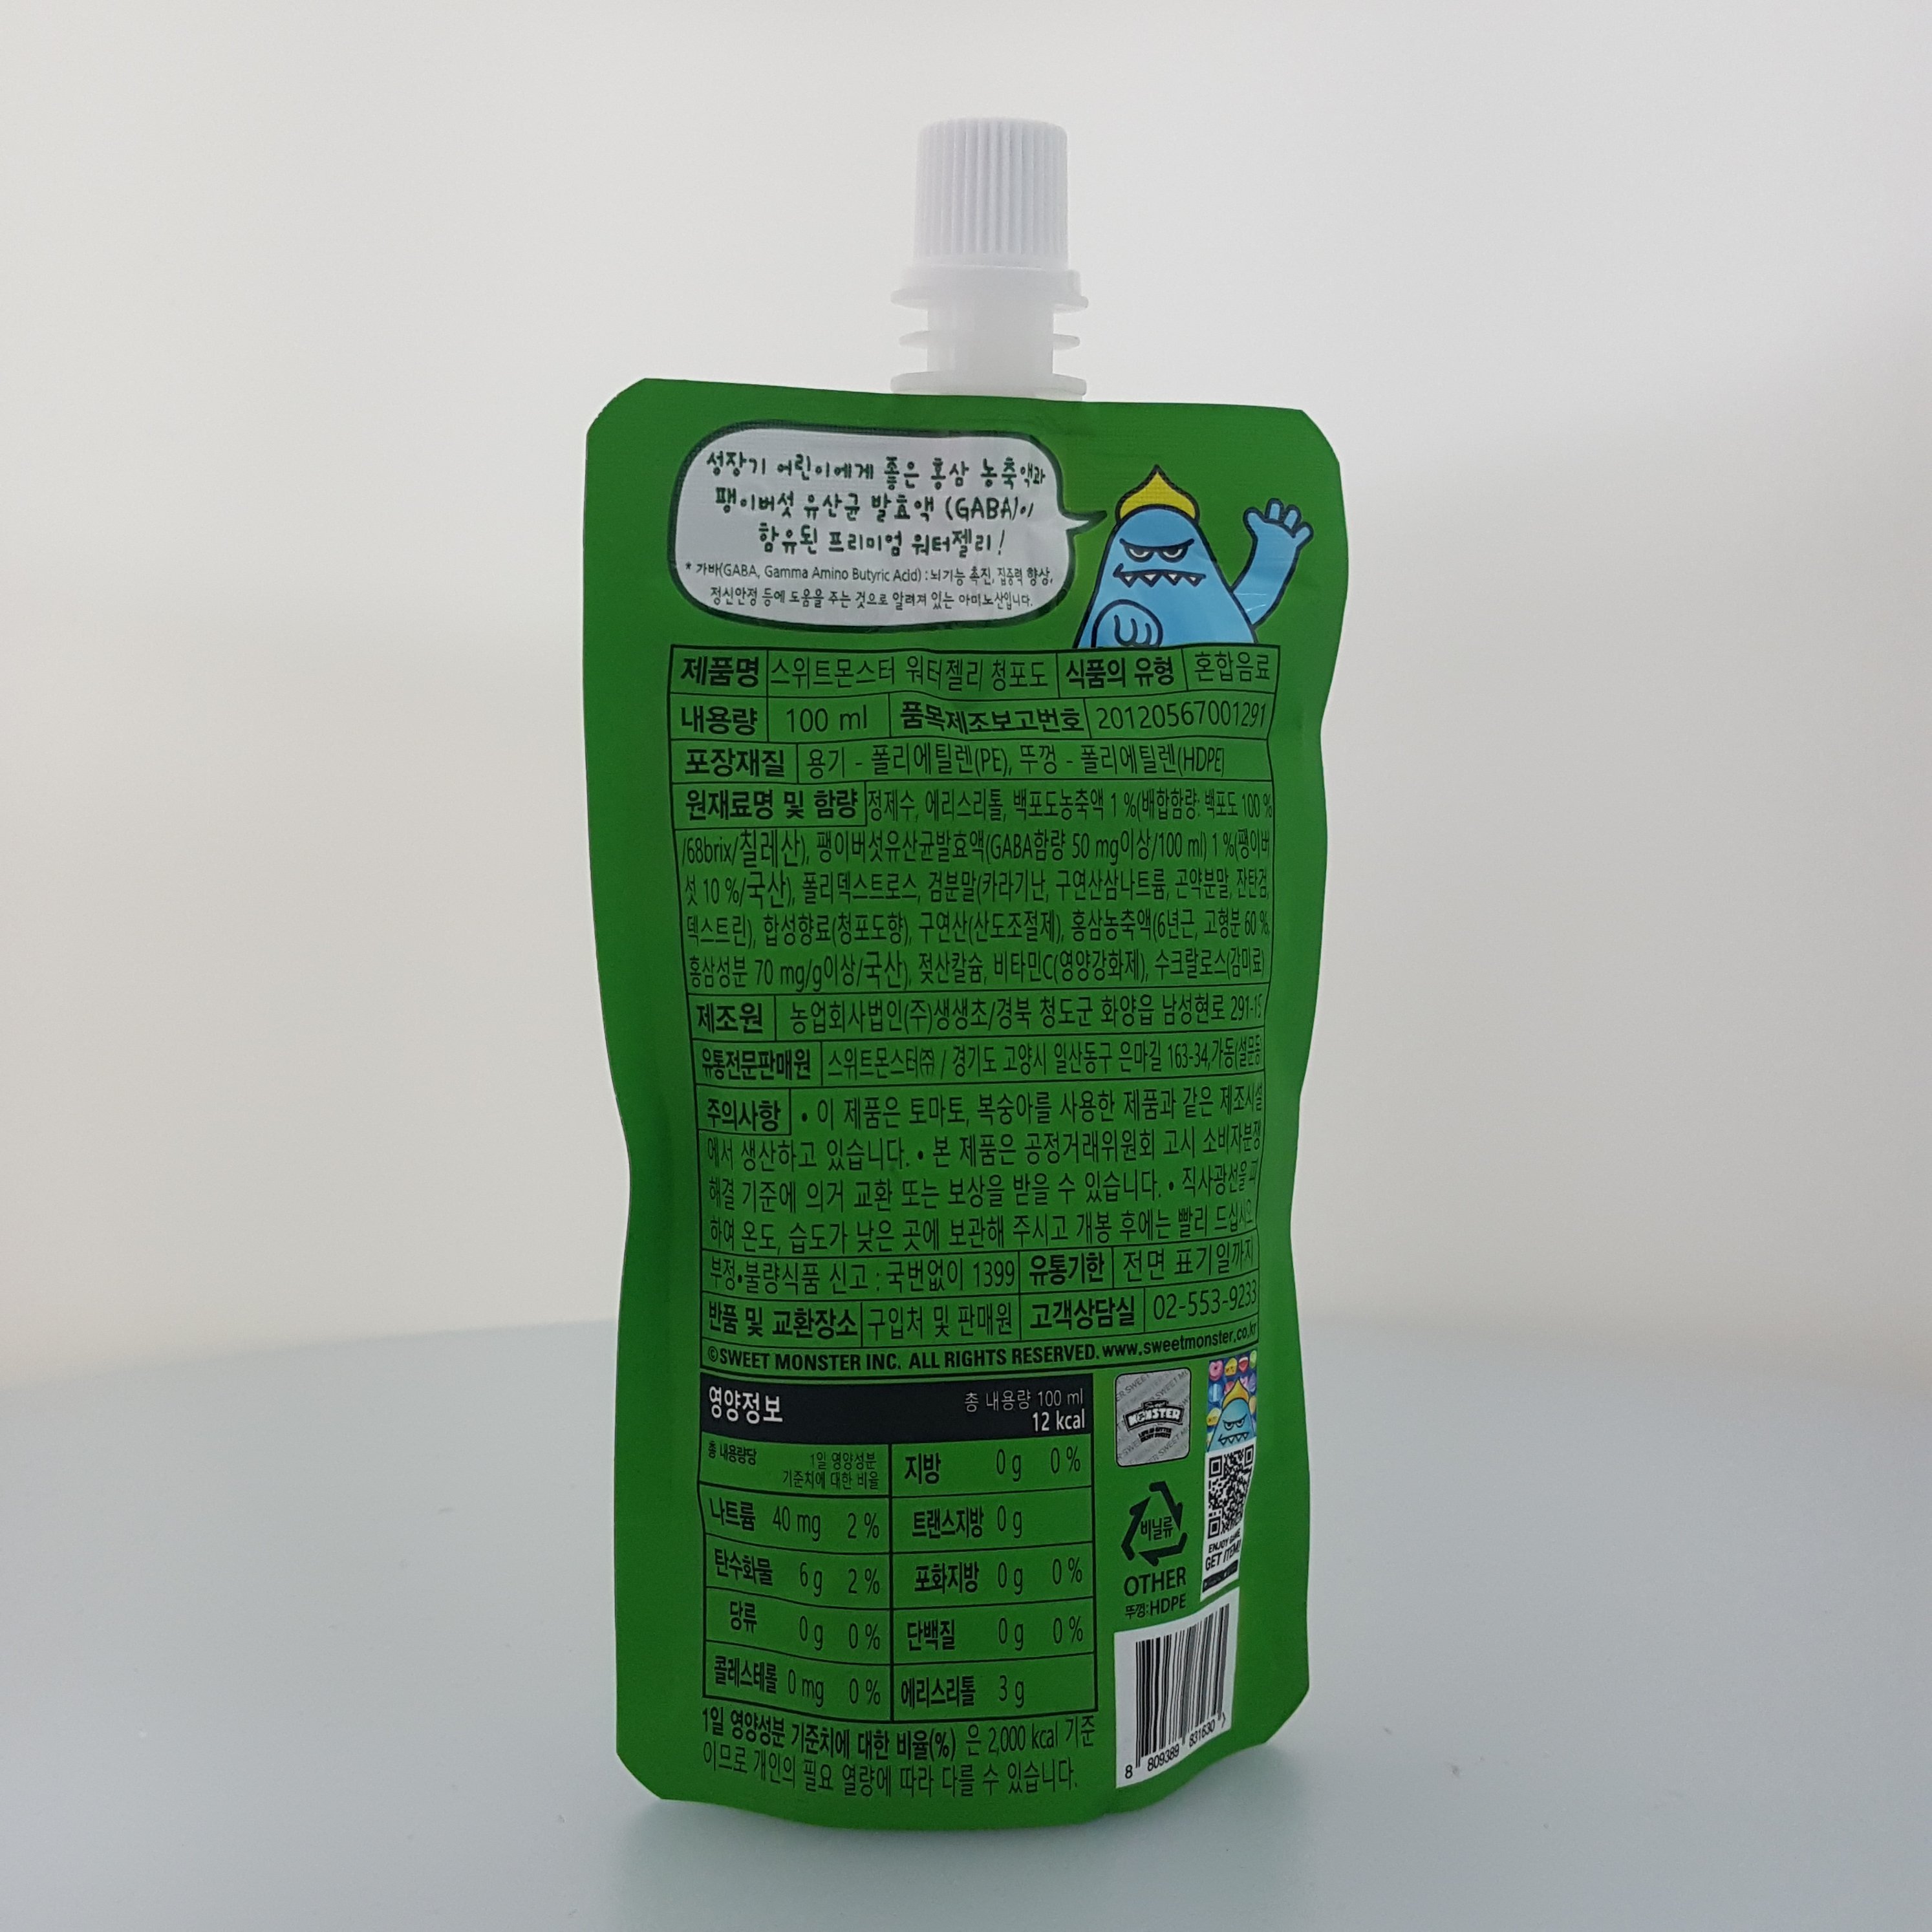 성장기 어린이에게 좋은 홍삼 농축액과
팽이버섯 유산균 발효액 (GABA)이
함유된 프리미엄 워터젤리!
* 가바(GABA, Gamma Amino Butyric Acid) : 뇌기능 촉진, 집중력 향상,
정신안정 등에 도움을 주는 것으로 알려져 있는 아미노산입니다.
제품명 스위트몬스터 워터젤리 청포도 식품의 유형 혼합음료
내용량 100 ml 품목제조보고번호 20120567001291
포장재질 용기 - 폴리에틸렌(PE), 뚜껑 - 폴리에틸렌(HDPE)
원재료명 및 함량 정제수, 에리스리톨, 백포도농축액 1 %(배합함량: 백포도 100 %
/68brix/칠레산), 팽이버섯유산균발효액(GABA함량 50 mg이상/100 ml) 1 %(팽이버
섯 10 %/국산), 폴리덱스트로스, 검분말(카라기난, 구연산삼나트륨, 곤약분말, 잔탄검,
덱스트린), 합성향료(청포도향), 구연산(산도조절제), 홍삼농축액(6년근, 고형분 60 %,
홍삼성분 70 mg/g이상/국산), 젖산칼슘, 비타민C(영양강화제), 수크랄로스(감미료)
제조원 농업회사법인(주)생생초/경북 청도군 화양읍 남성현로 291-15
유통전문판매원 스위트몬스터㈜ / 경기도 고양시 일산동구 은마길 163-34,가동(설문동)
주의사항 • 이 제품은 토마토, 복숭아를 사용한 제품과 같은 제조시설
에서 생산하고 있습니다. • 본 제품은 공정거래위원회 고시 소비자분쟁
해결 기준에 의거 교환 또는 보상을 받을 수 있습니다. • 직사광선을 피
하여 온도, 습도가 낮은 곳에 보관해 주시고 개봉 후에는 빨리 드십시오
부정•불량식품 신고 : 국번없이 1399 유통기한 전면 표기일까지
반품 및 교환장소 구입처 및 판매원 고객상담실 02-553-9233
©SWEET MONSTER INC. ALL RIGHTS RESERVED. www.sweetmonster.co.kr
영양정보 총 내용량 100 ml
12 kcal
총 내용량당 1일 영양성분
기준치에 대한 비율
지방 0 g 0 %
나트륨 40 mg 2 % 트랜스지방 0 g
탄수화물 6 g 2 % 포화지방 0 g 0 %
당류 0 g 0 % 단백질 0 g 0 %
콜레스테롤 0 mg 0 % 에리스리톨 3 g
1일 영양성분 기준치에 대한 비율(%) 은 2,000 kcal 기준
이므로 개인의 필요 열량에 따라 다를 수 있습니다.
MONSTER
ENJOY GAME
GET ITEM!
비닐류
OTHER
뚜껑:HDPE
8 809389 831630